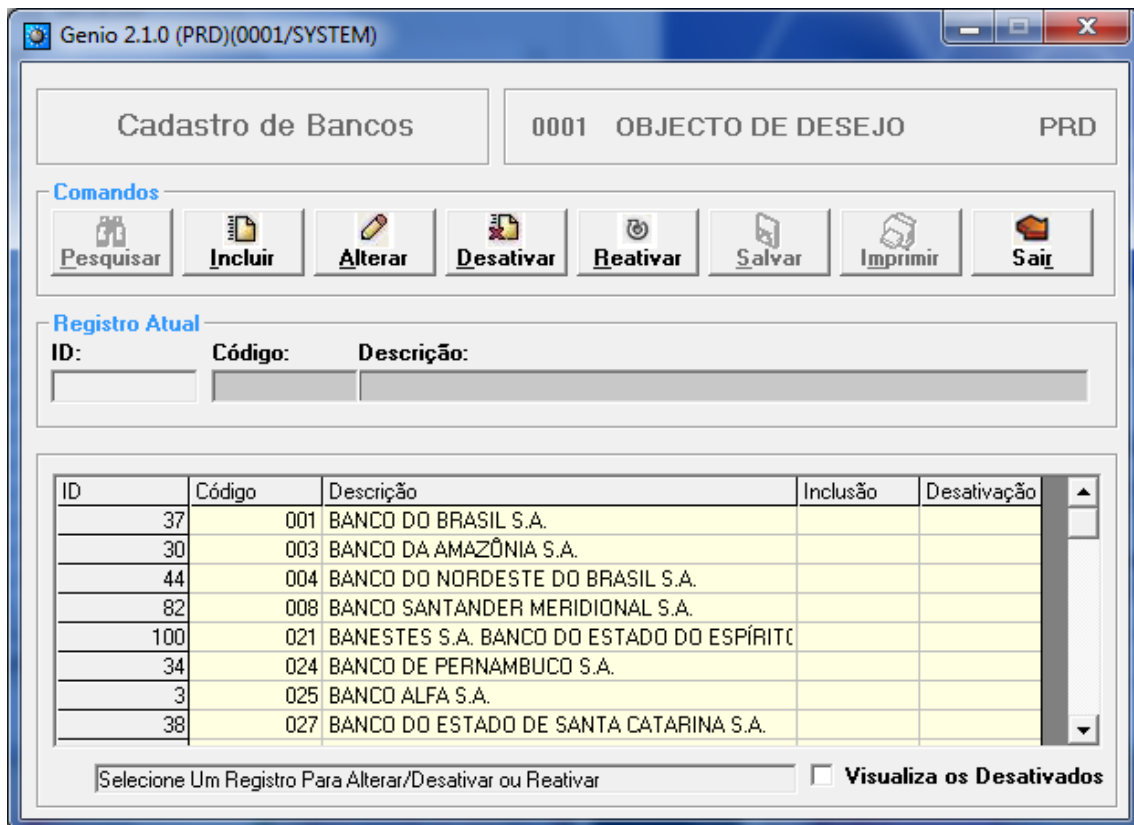 Genio 2.1.0 (PRD)(0001/SYSTEM)
Cadastro de Bancos
0001 OBJECTO DE DESEJO PRD
Comandos
Pesquisar Incluir Alterar Desativar Reativar Salvar Imprimir Sair
Registro Atual
ID: Código: Descrição:
ID Código Descrição Inclusão Desativação
37 001 BANCO DO BRASIL S.A.
30 003 BANCO DA AMAZÔNIA S.A.
44 004 BANCO DO NORDESTE DO BRASIL S.A.
82 008 BANCO SANTANDER MERIDIONAL S.A.
100 021 BANESTES S.A. BANCO DO ESTADO DO ESPÍRITO
34 024 BANCO DE PERNAMBUCO S.A.
3 025 BANCO ALFA S.A.
38 027 BANCO DO ESTADO DE SANTA CATARINA S.A.
Selecione Um Registro Para Alterar/Desativar ou Reativar
Visualiza os Desativados